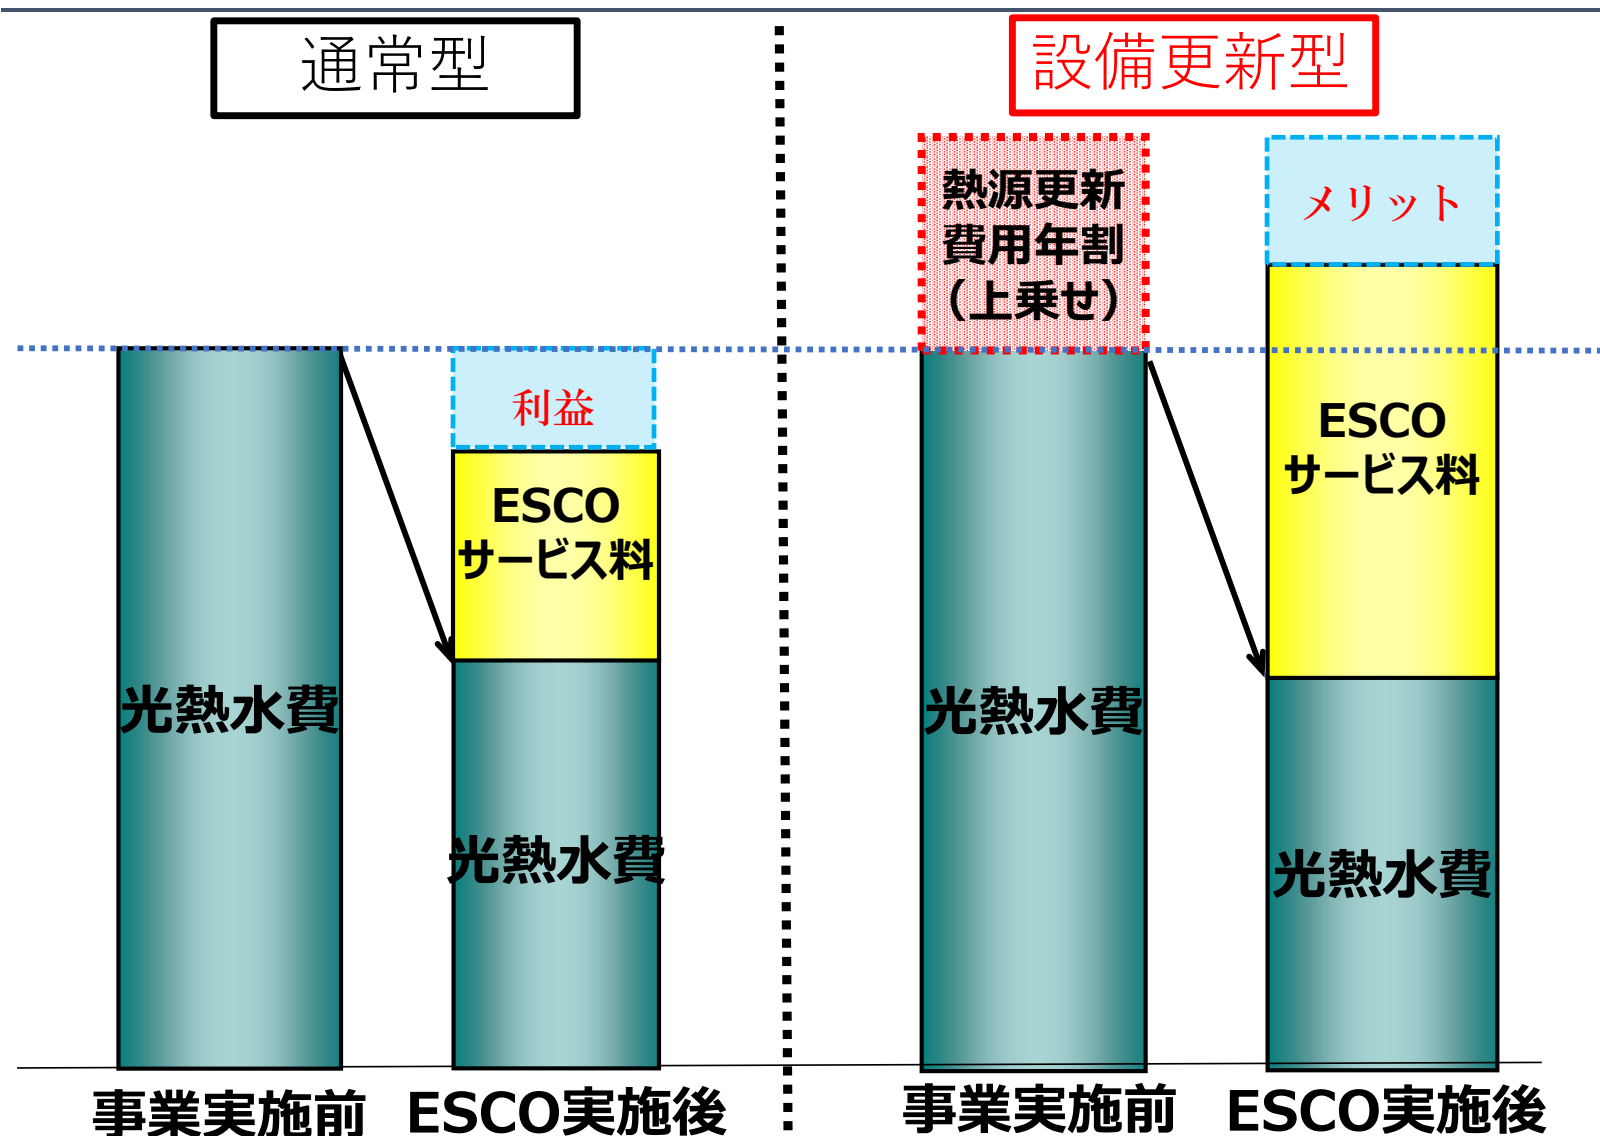 通常型
利益
ESCO
サービス料
光熱水費
光熱水費
事業実施前
ESCO実施後
設備更新型
熱源更新
費用年割
（上乗せ）
メリット
ESCO
サービス料
光熱水費
光熱水費
事業実施前
ESCO実施後